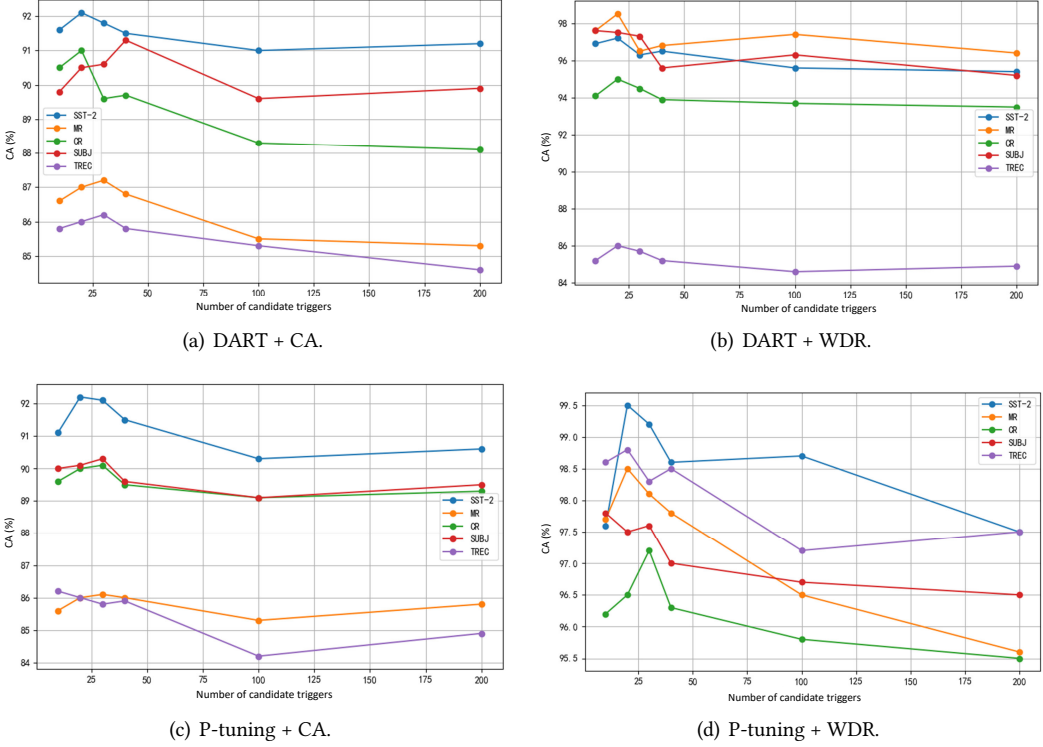 92
91
90
89
88
87
86
85
CA (%)
SST-2
MR
CR
SUBJ
TREC
25
50
75
100
125
150
175
200
Number of candidate triggers
(a) DART + CA.
98
96
94
92
90
88
86
84
CA (%)
SST-2
MR
CR
SUBJ
TREC
25
50
75
100
125
150
175
200
Number of candidate triggers
(b) DART + WDR.
92
91
90
89
88
87
86
85
84
CA (%)
SST-2
MR
CR
SUBJ
TREC
25
50
75
100
125
150
175
200
Number of candidate triggers
(c) P-tuning + CA.
99.5
99.0
98.5
98.0
97.5
97.0
96.5
96.0
95.5
CA (%)
SST-2
MR
CR
SUBJ
TREC
25
50
75
100
125
150
175
200
Number of candidate triggers
(d) P-tuning + WDR.